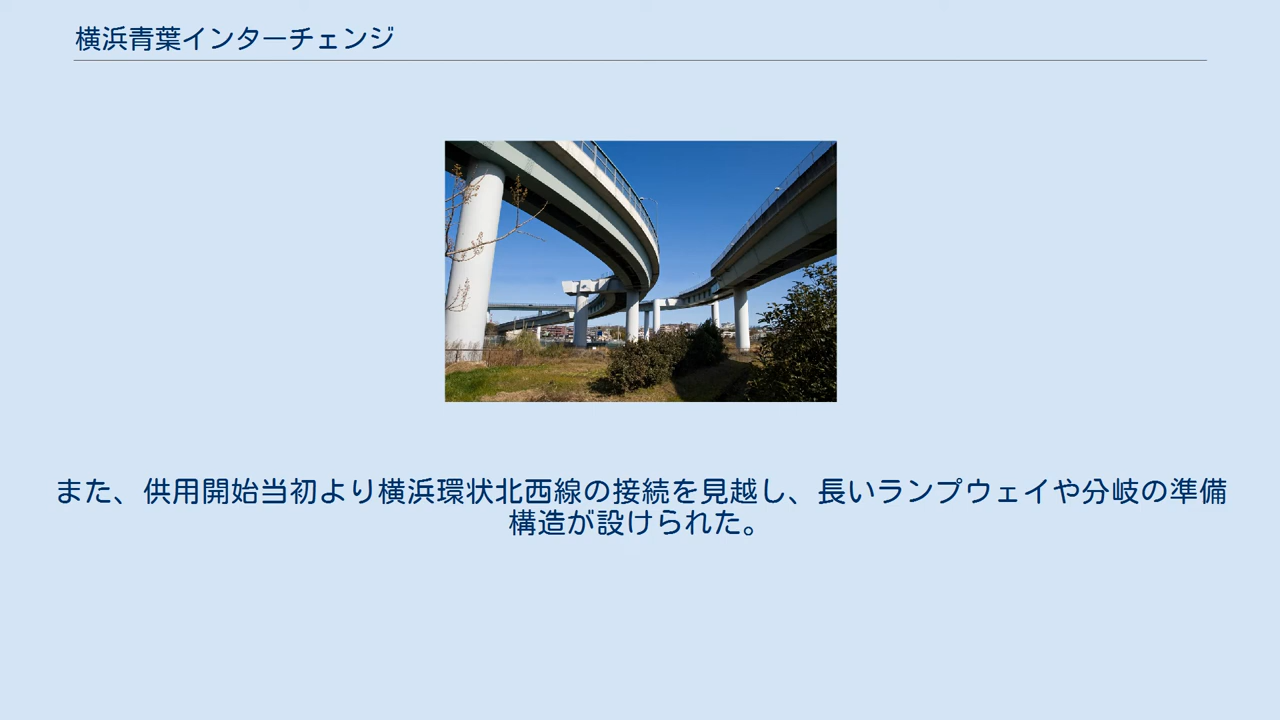 横浜青葉インターチェンジ
また、供用開始当初より横浜環状北西線の接続を見越し、長いランプウェイや分岐の準備
構造が設けられた。